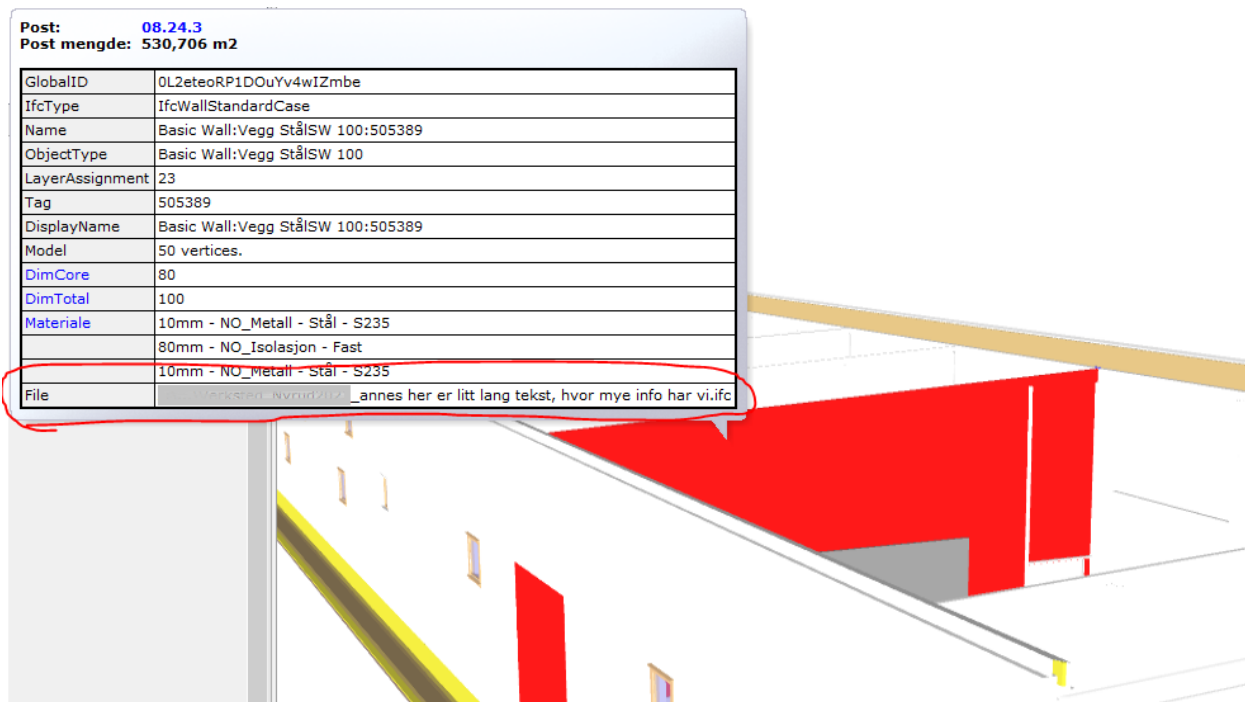 Post: 08.24.3
Post mengde: 530,706 m2
GlobalID 0L2eteoRP1DOuYv4wIZmbe
IfcType IfcWallStandardCase
Name Basic Wall:Vegg StålSW 100:505389
ObjectType Basic Wall:Vegg StålSW 100
LayerAssignment 23
Tag 505389
DisplayName Basic Wall:Vegg StålSW 100:505389
Model 50 vertices.
DimCore 80
DimTotal 100
Materiale 10mm - NO_Metall - Stål - S235
80mm - NO_Isolasjon - Fast
10mm - NO_Metall - Stål - S235
File _annes her er litt lang tekst, hvor mye info har vi.ifc